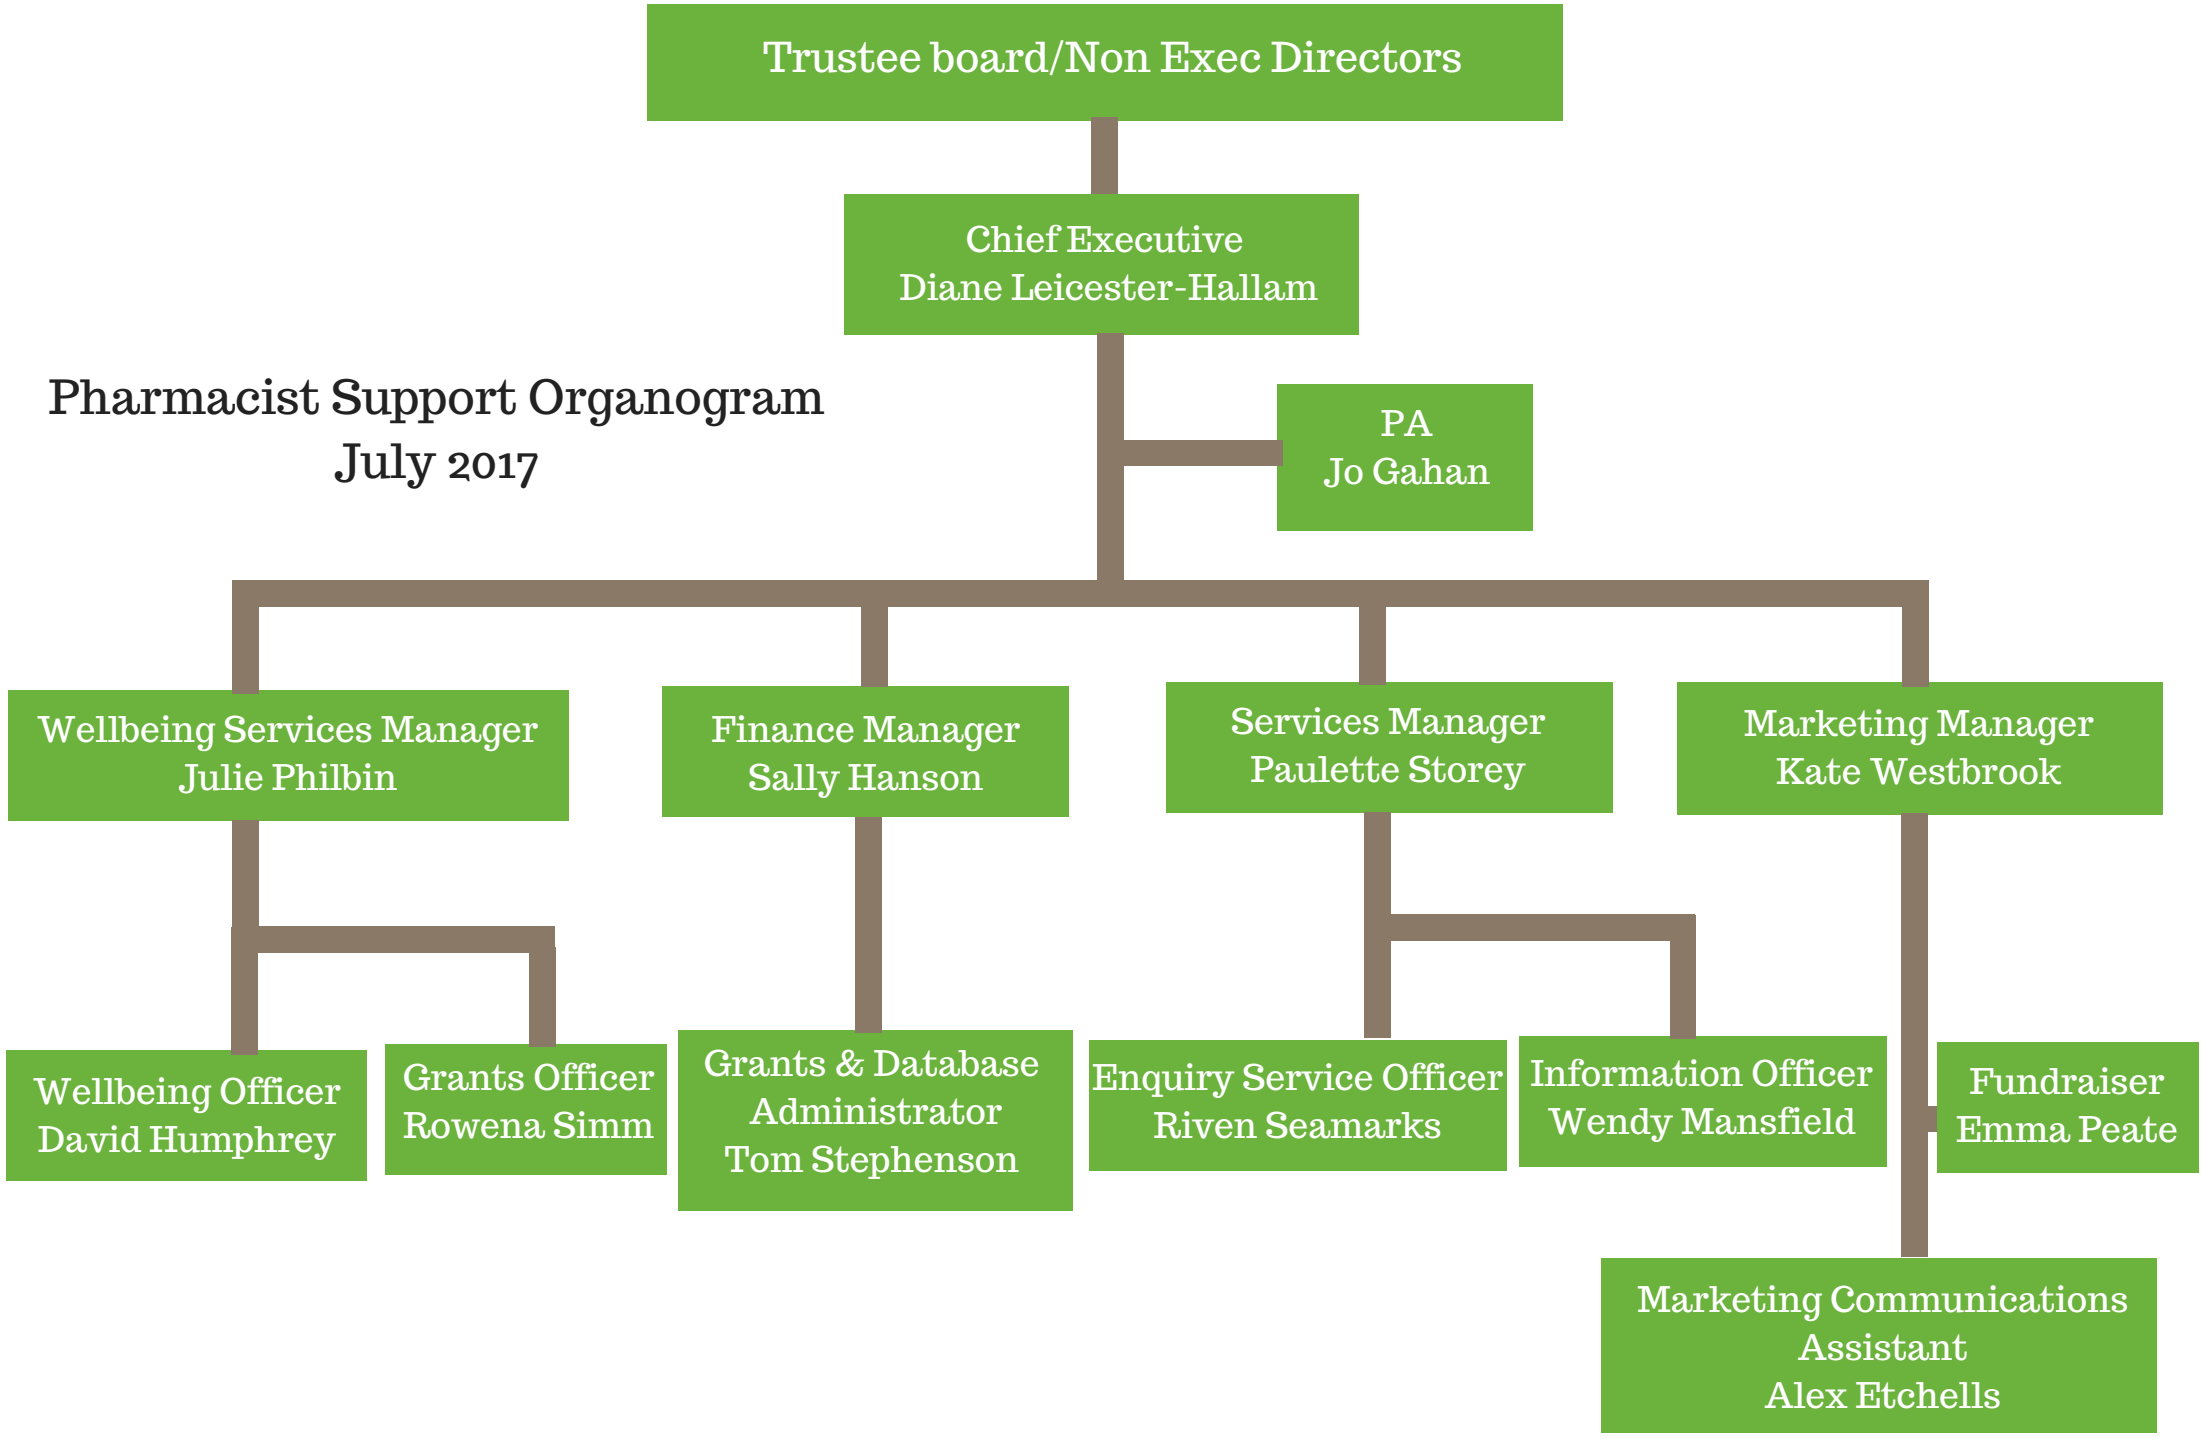 Trustee board/Non Exec Directors
Chief Executive
Diane Leicester-Hallam
Pharmacist Support Organogram
July 2017
PA
Jo Gahan
Wellbeing Services Manager
Julie Philbin
Finance Manager
Sally Hanson
Services Manager
Paulette Storey
Marketing Manager
Kate Westbrook
Wellbeing Officer
David Humphrey
Grants Officer
Rowena Simm
Grants & Database
Administrator
Tom Stephenson
Enquiry Service Officer
Riven Seamarks
Information Officer
Wendy Mansfield
Fundraiser
Emma Peate
Marketing Communications
Assistant
Alex Etchells